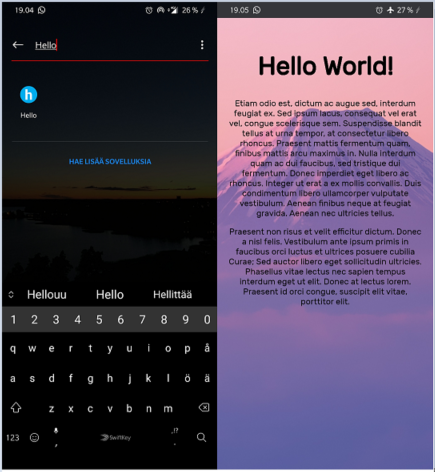 19.04
26 %
Hello
Hello
HAE LISÄÄ SOVELLUKSIA
Hellouu Hello Hellittää
1 2 3 4 5 6 7 8 9 0
q w e r t y u i o p å
a s d f g h j k l ö ä
z x c v b n m
123 , SwiftKey .!?
19.05
27 %
Hello World!
Etiam odio est, dictum ac augue sed, interdum
feugiat ex. Sed ipsum lacus, consequat vel erat
vel, congue scelerisque sem. Suspendisse blandit
tellus at urna tempor, at consectetur libero
rhoncus. Praesent mattis fermentum quam,
finibus mattis arcu maximus in. Nulla interdum
quam ac dui faucibus, sed tristique dui
fermentum. Donec imperdiet eget libero ac
rhoncus. Integer ut erat a ex mollis convallis. Duis
condimentum libero ullamcorper vulputate
vestibulum. Aenean finibus neque at feugiat
gravida. Aenean nec ultricies tellus.
Praesent non risus et velit efficitur dictum. Donec
a nisl felis. Vestibulum ante ipsum primis in
faucibus orci luctus et ultrices posuere cubilia
Curae; Sed auctor libero eget sollicitudin ultricies.
Phasellus vitae lectus nec sapien tempus
interdum eget ut elit. Donec at lectus lorem.
Praesent id orci congue, suscipit elit vitae,
porttitor elit.